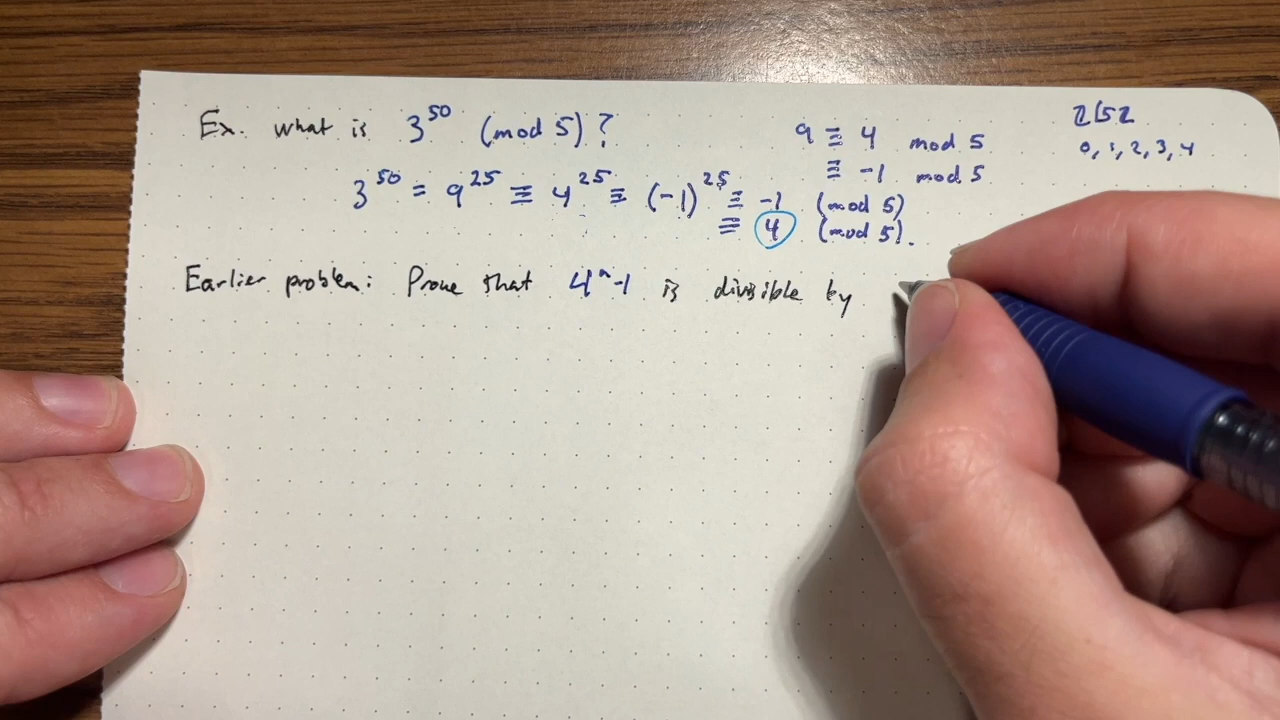 Ex. what is 3^50 (mod 5)?
3^50 = 9^25 ≡ 4^25 ≡ (-1)^25 ≡ -1 (mod 5)
≡ 4 (mod 5).
9 ≡ 4 mod 5
≡ -1 mod 5
ℤ/5ℤ
0, 1, 2, 3, 4
Earlier problem: Prove that 4^n -1 is divisible by